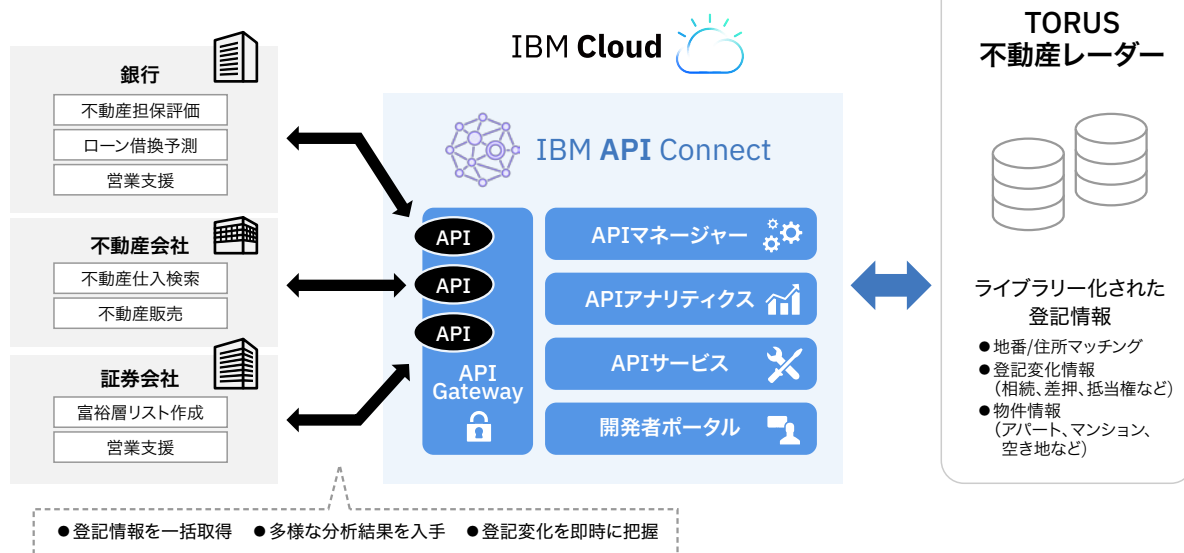 銀行
不動産担保評価
ローン借換予測
営業支援
不動産会社
不動産仕入検索
不動産販売
証券会社
富裕層リスト作成
営業支援
IBM Cloud
IBM API Connect
API
API
API
API
Gateway
APIマネージャー
APIアナリティクス
APIサービス
開発者ポータル
TORUS
不動産レーダー
ライブラリー化された
登記情報
●地番/住所マッチング
●登記変化情報
(相続、差押、抵当権など)
●物件情報
(アパート、マンション、
空き地など)
●登記情報を一括取得 ●多様な分析結果を入手 ●登記変化を即時に把握